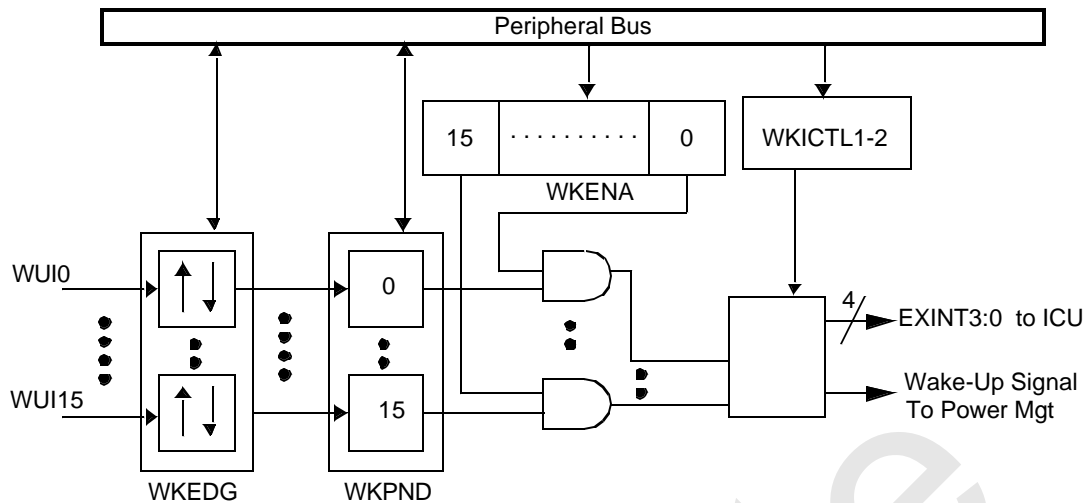 Peripheral Bus
15 . . . . . . . . . . 0
WKICTL1-2
WKENA
WUI0
0
4
EXINT3:0 to ICU
WUI15
15
Wake-Up Signal
To Power Mgt
WKEDG
WKPND